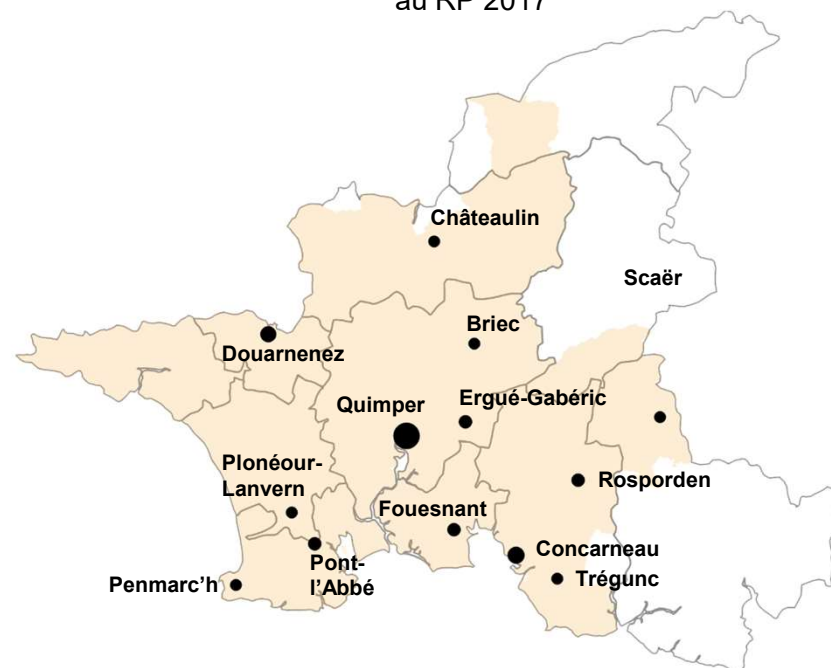 au RP 2017
Châteaulin
Scaër
Briec
Douarnenez
Ergué-Gabéric
Quimper
Plonéour-
Lanvern
Rosporden
Fouesnant
Concarneau
Pont-
l'Abbé
Trégunc
Penmarc'h